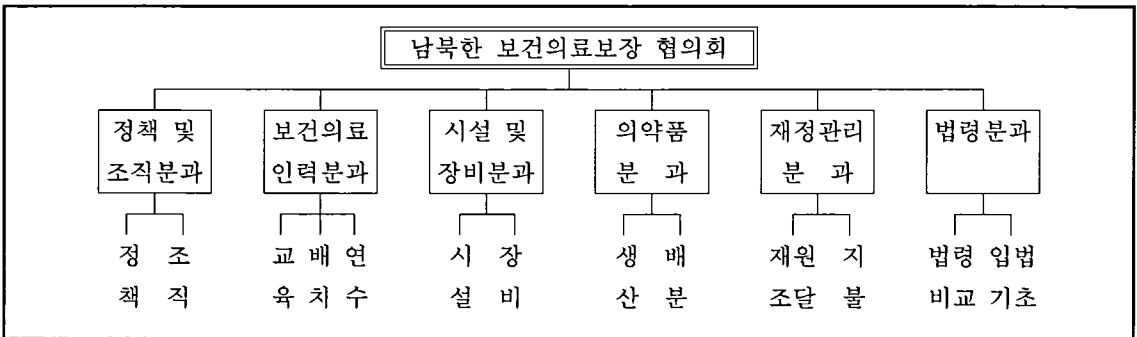 남북한 보건의료보장 협의회
정책 및
조직분과
보건의료
인력분과
시설 및
장비분과
의약품
분 과
재정관리
분 과
법령분과
정책
조직
교육
배치
연수
시설
장비
생산
배분
재원
조달
지불
법령
비교
입법
기초